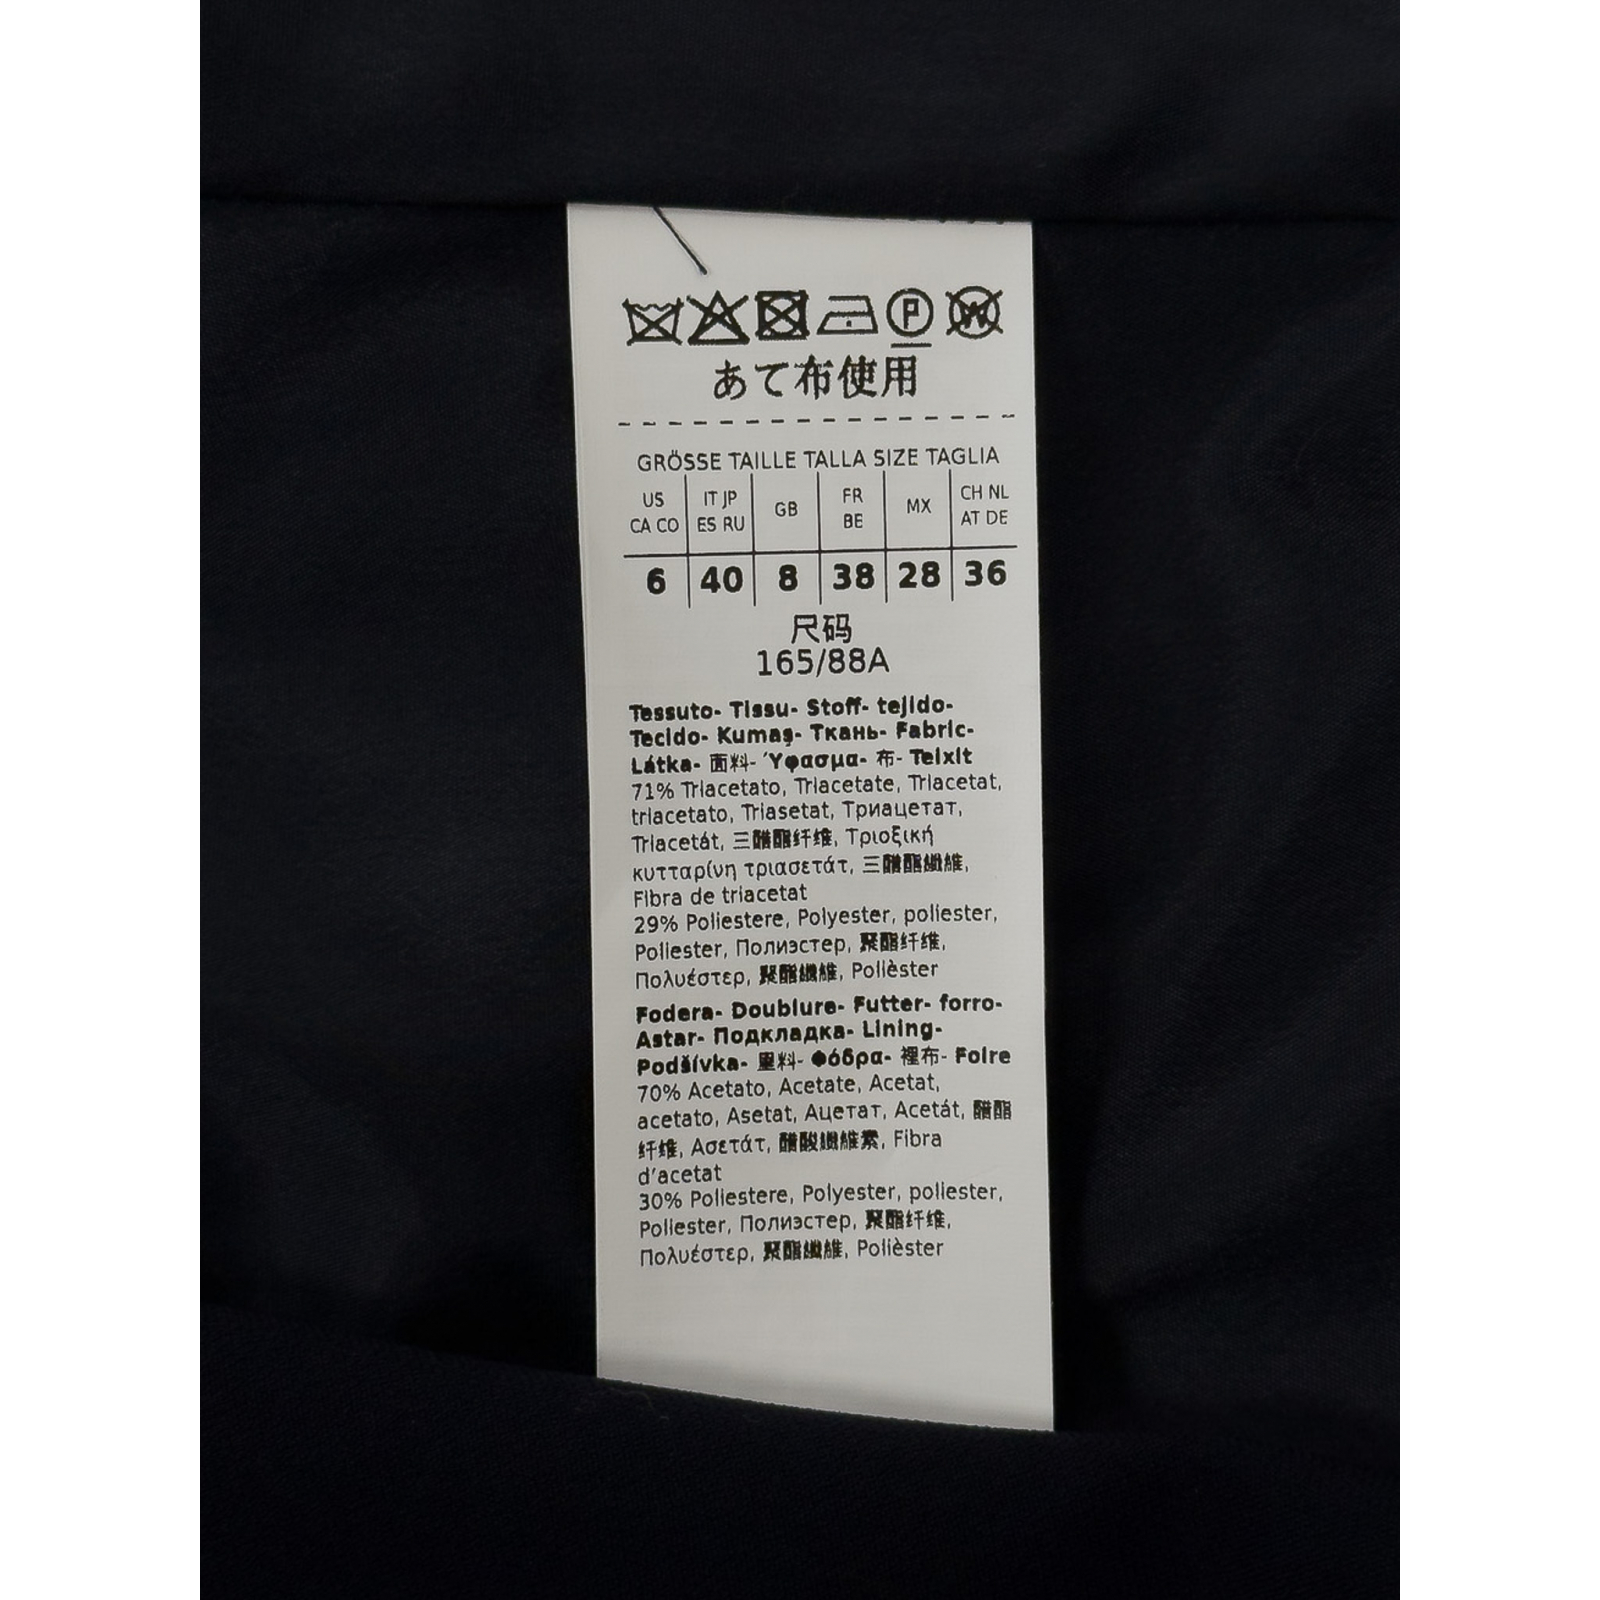 P W
あて布使用
GRÖSSE TAILLE TALLA SIZE TAGLIA
US CA CO IT JP ES RU GB FR BE MX CH NL AT DE
6 40 8 38 28 36
尺码
165/88A
Tessuto- Tissu- Stoff- tejido-
Tecido- Kumaş- Ткань- Fabric-
Látka- 面料- Ύφασμα- 布- Teixit
71% Triacetato, Triacetate, Triacetat,
triacetato, Triasetat, Триацетат,
Triacetát, 三醋酯纤维, Τριοξική
κυτταρίνη τριασετάτ, 三醋酯纖維,
Fibra de triacetat
29% Poliestere, Polyester, poliester,
Poliester, Полиэстер, 聚酯纤维,
Πολυέστερ, 聚酯纖維, Polièster
Fodera- Doublure- Futter- forro-
Astar- Подкладка- Lining-
Podšívka- 里料- Φόδρα- 裡布- Folre
70% Acetato, Acetate, Acetat,
acetato, Asetat, Ацетат, Acetát, 醋酯
纤维, Ασετάτ, 醋酸纖維素, Fibra
d'acetat
30% Poliestere, Polyester, poliester,
Poliester, Полиэстер, 聚酯纤维,
Πολυέστερ, 聚酯纖維, Polièster